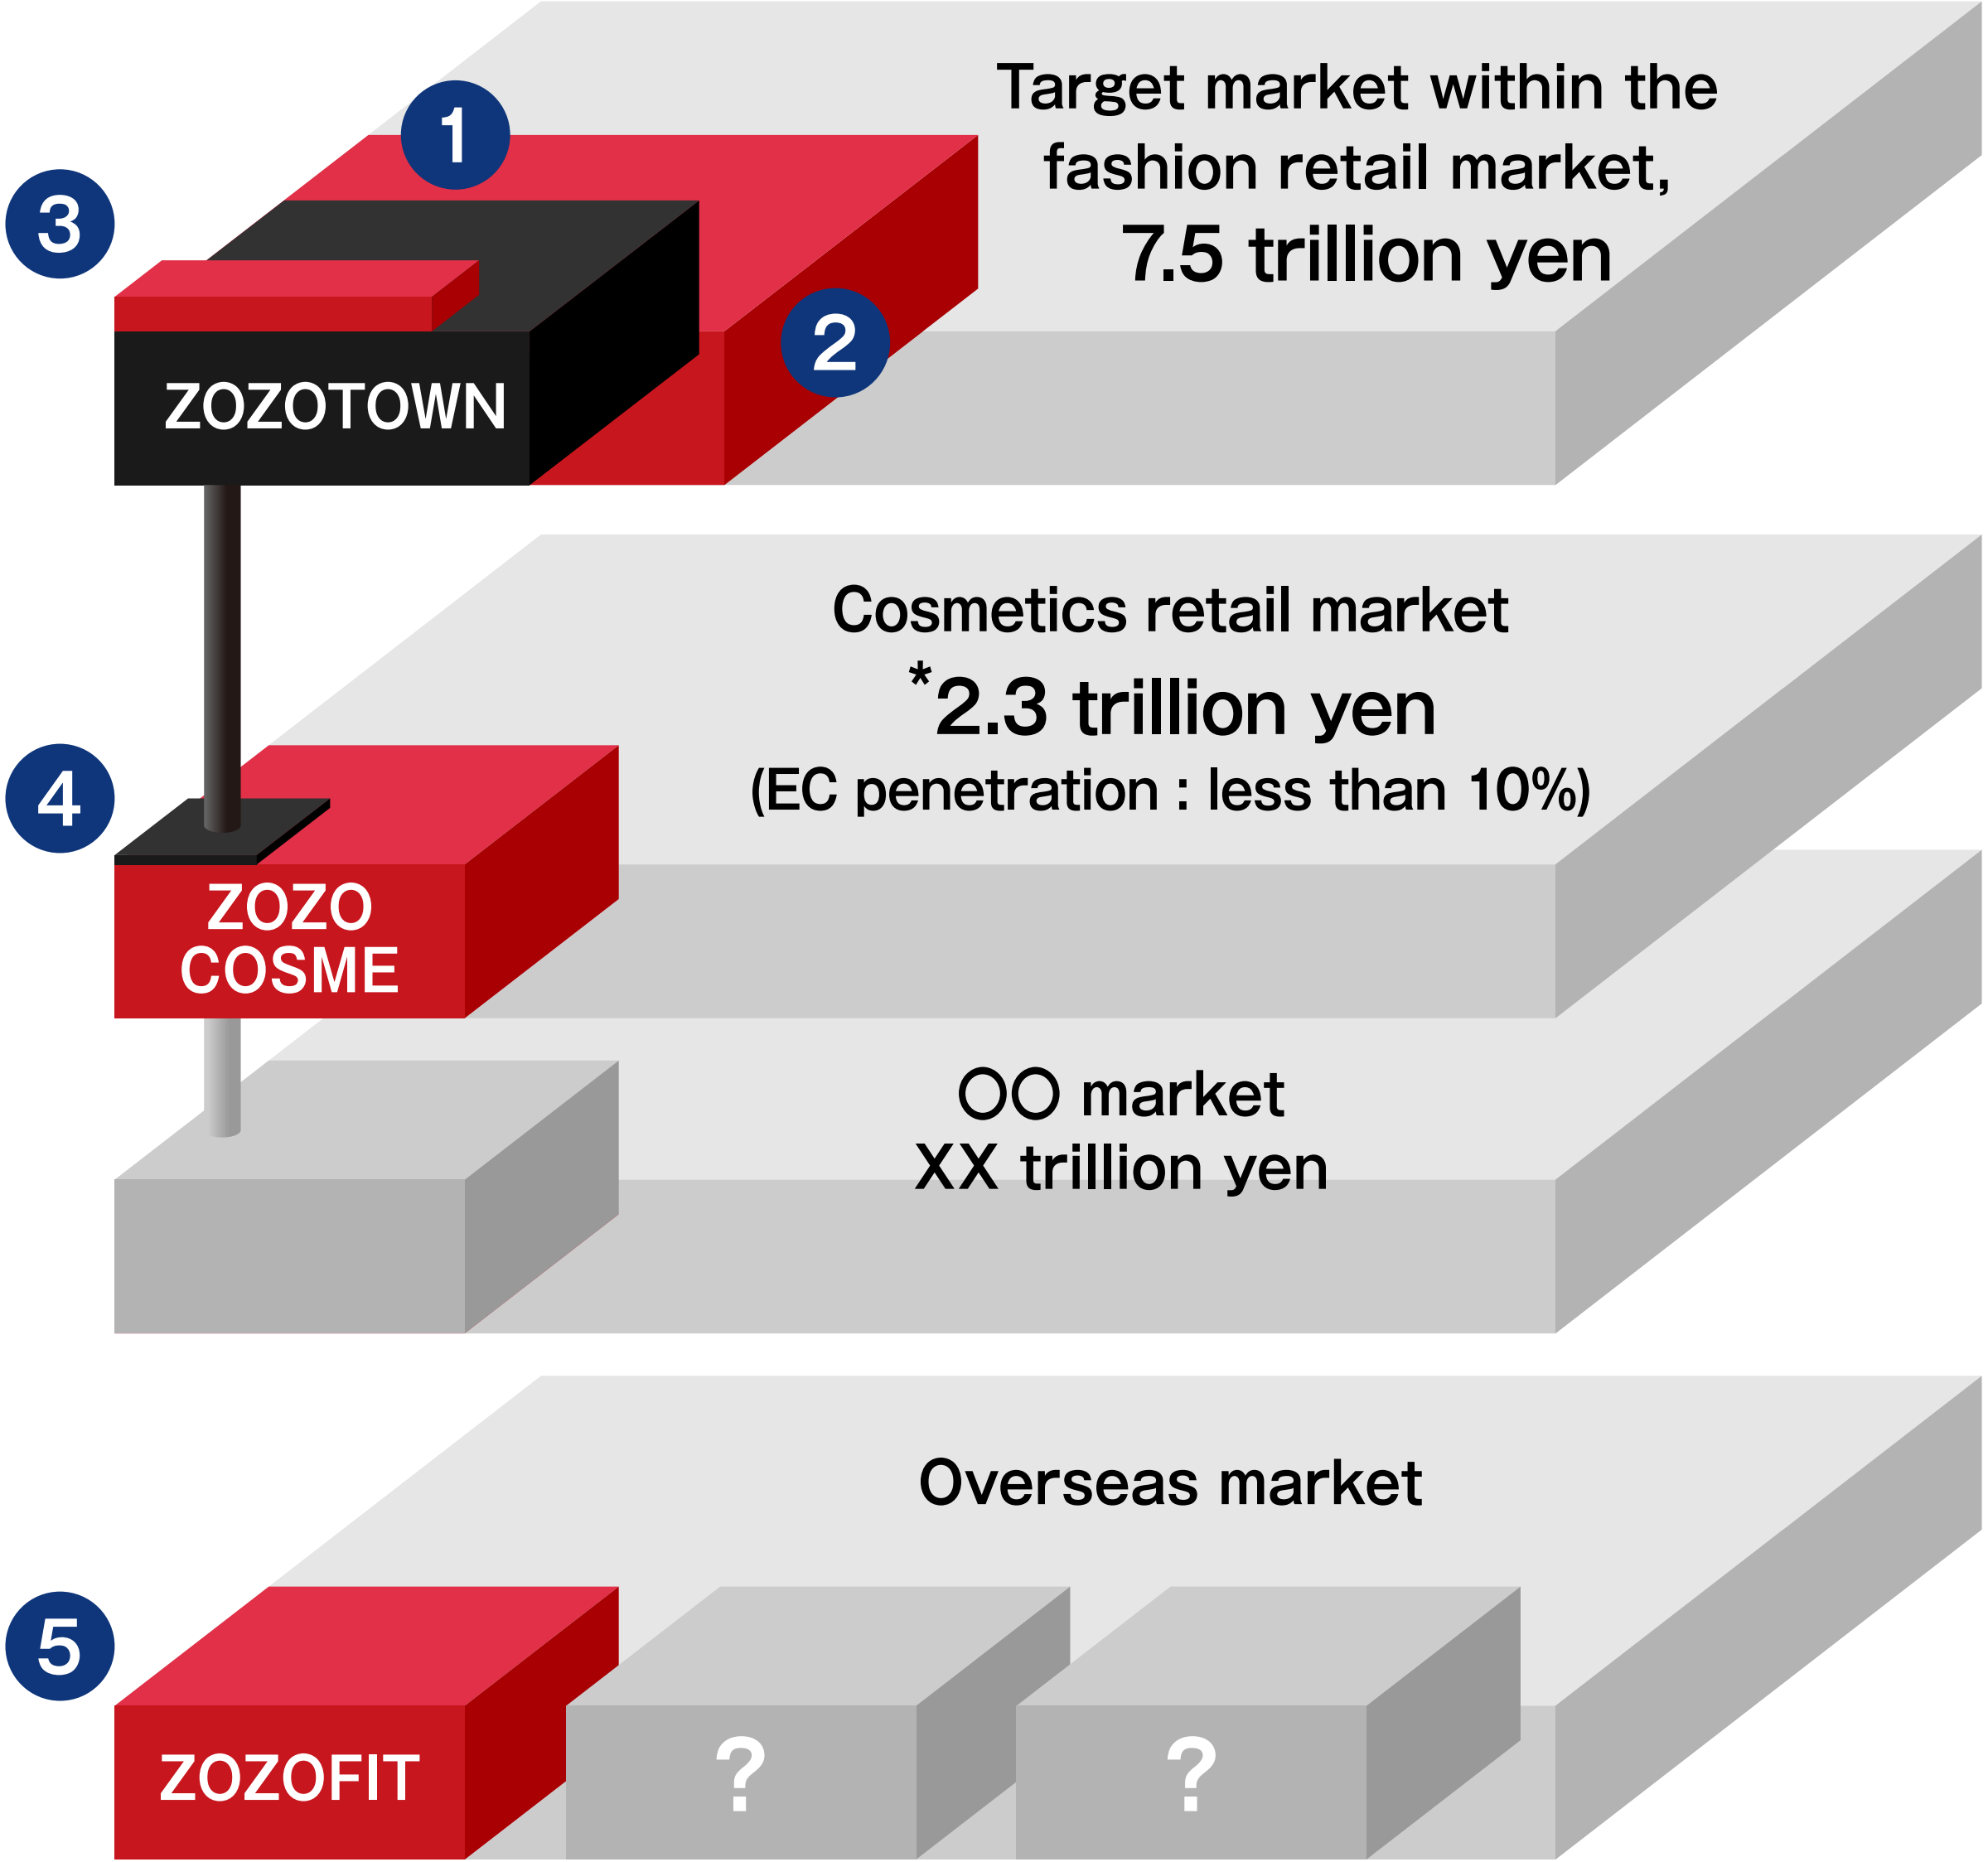 Target market within the
fashion retail market,
7.5 trillion yen
1
3
2
ZOZOTOWN
Cosmetics retail market
*2.3 trillion yen
(EC penetration : less than 10%)
4
ZOZO
COSME
○○ market
XX trillion yen
Overseas market
5
ZOZOFIT
?
?